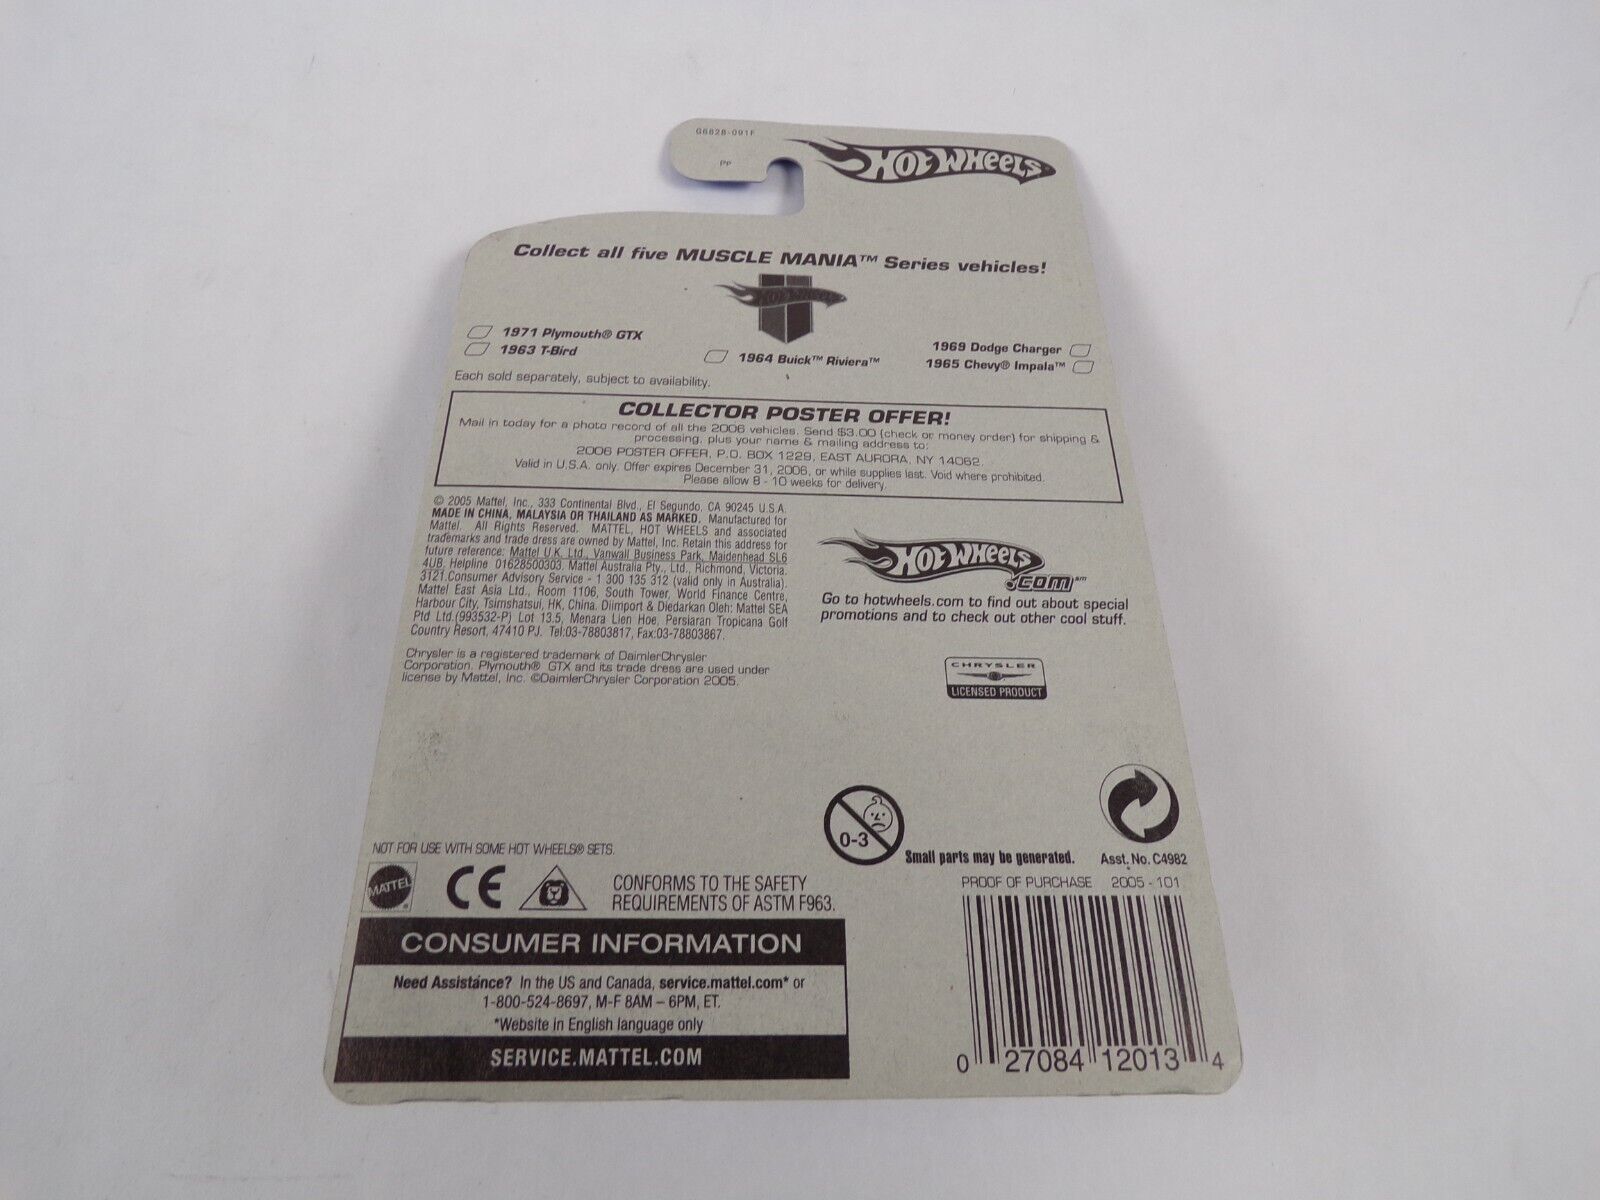 G6828-091F
PP
HOT WHEELS
Collect all five MUSCLE MANIA™ Series vehicles!
HOT WHEELS
1971 Plymouth® GTX
1963 T-Bird
1964 Buick™ Riviera™
1969 Dodge Charger
1965 Chevy® Impala™
Each sold separately, subject to availability.
COLLECTOR POSTER OFFER!
Mail in today for a photo record of all the 2006 vehicles. Send $3.00 (check or money order) for shipping &
processing, plus your name & mailing address to:
2006 POSTER OFFER, P.O. BOX 1229, EAST AURORA, NY 14062.
Valid in U.S.A. only. Offer expires December 31, 2006, or while supplies last. Void where prohibited.
Please allow 8 - 10 weeks for delivery.
© 2005 Mattel, Inc., 333 Continental Blvd., El Segundo, CA 90245 U.S.A.
MADE IN CHINA, MALAYSIA OR THAILAND AS MARKED. Manufactured for
Mattel. All Rights Reserved. MATTEL, HOT WHEELS and associated
trademarks and trade dress are owned by Mattel, Inc. Retain this address for
future reference: Mattel U.K. Ltd., Vanwall Business Park, Maidenhead SL6
4UB. Helpline 01628500303. Mattel Australia Pty., Ltd., Richmond, Victoria.
3121.Consumer Advisory Service - 1 300 135 312 (valid only in Australia).
Mattel East Asia Ltd., Room 1106, South Tower, World Finance Centre,
Harbour City, Tsimshatsui, HK, China. Diimport & Diedarkan Oleh: Mattel SEA
Ptd Ltd.(993532-P) Lot 13.5, Menara Lien Hoe, Persiaran Tropicana Golf
Country Resort, 47410 PJ. Tel:03-78803817, Fax:03-78803867.
Chrysler is a registered trademark of DaimlerChrysler
Corporation. Plymouth® GTX and its trade dress are used under
license by Mattel, Inc. ©DaimlerChrysler Corporation 2005.
HOT WHEELS
.com℠
Go to hotwheels.com to find out about special
promotions and to check out other cool stuff.
CHRYSLER
LICENSED PRODUCT
0-3
Small parts may be generated.
Asst. No. C4982
NOT FOR USE WITH SOME HOT WHEELS® SETS.
MATTEL®
CE
CONFORMS TO THE SAFETY
REQUIREMENTS OF ASTM F963.
PROOF OF PURCHASE 2005 - 101
CONSUMER INFORMATION
Need Assistance? In the US and Canada, service.mattel.com* or
1-800-524-8697, M-F 8AM – 6PM, ET.
*Website in English language only
SERVICE.MATTEL.COM
0 27084 12013 4